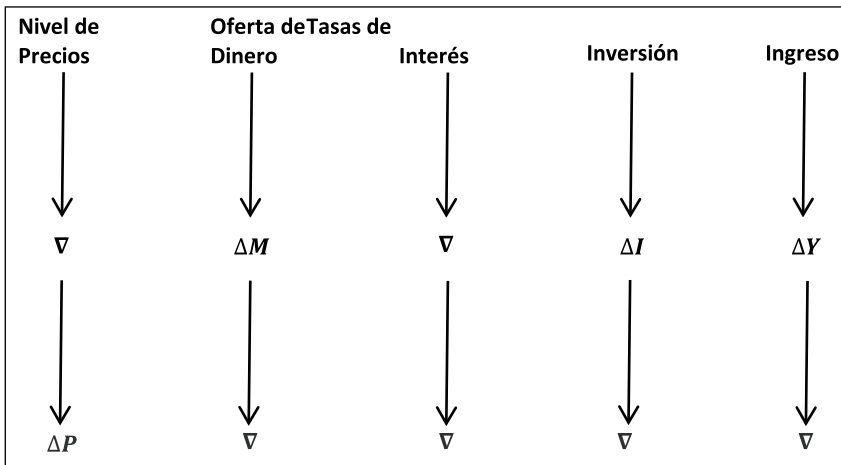 Nivel de Oferta deTasas de
Precios Dinero Interés Inversión Ingreso
∇ ΔM ∇ ΔI ΔY
ΔP ∇ ∇ ∇ ∇